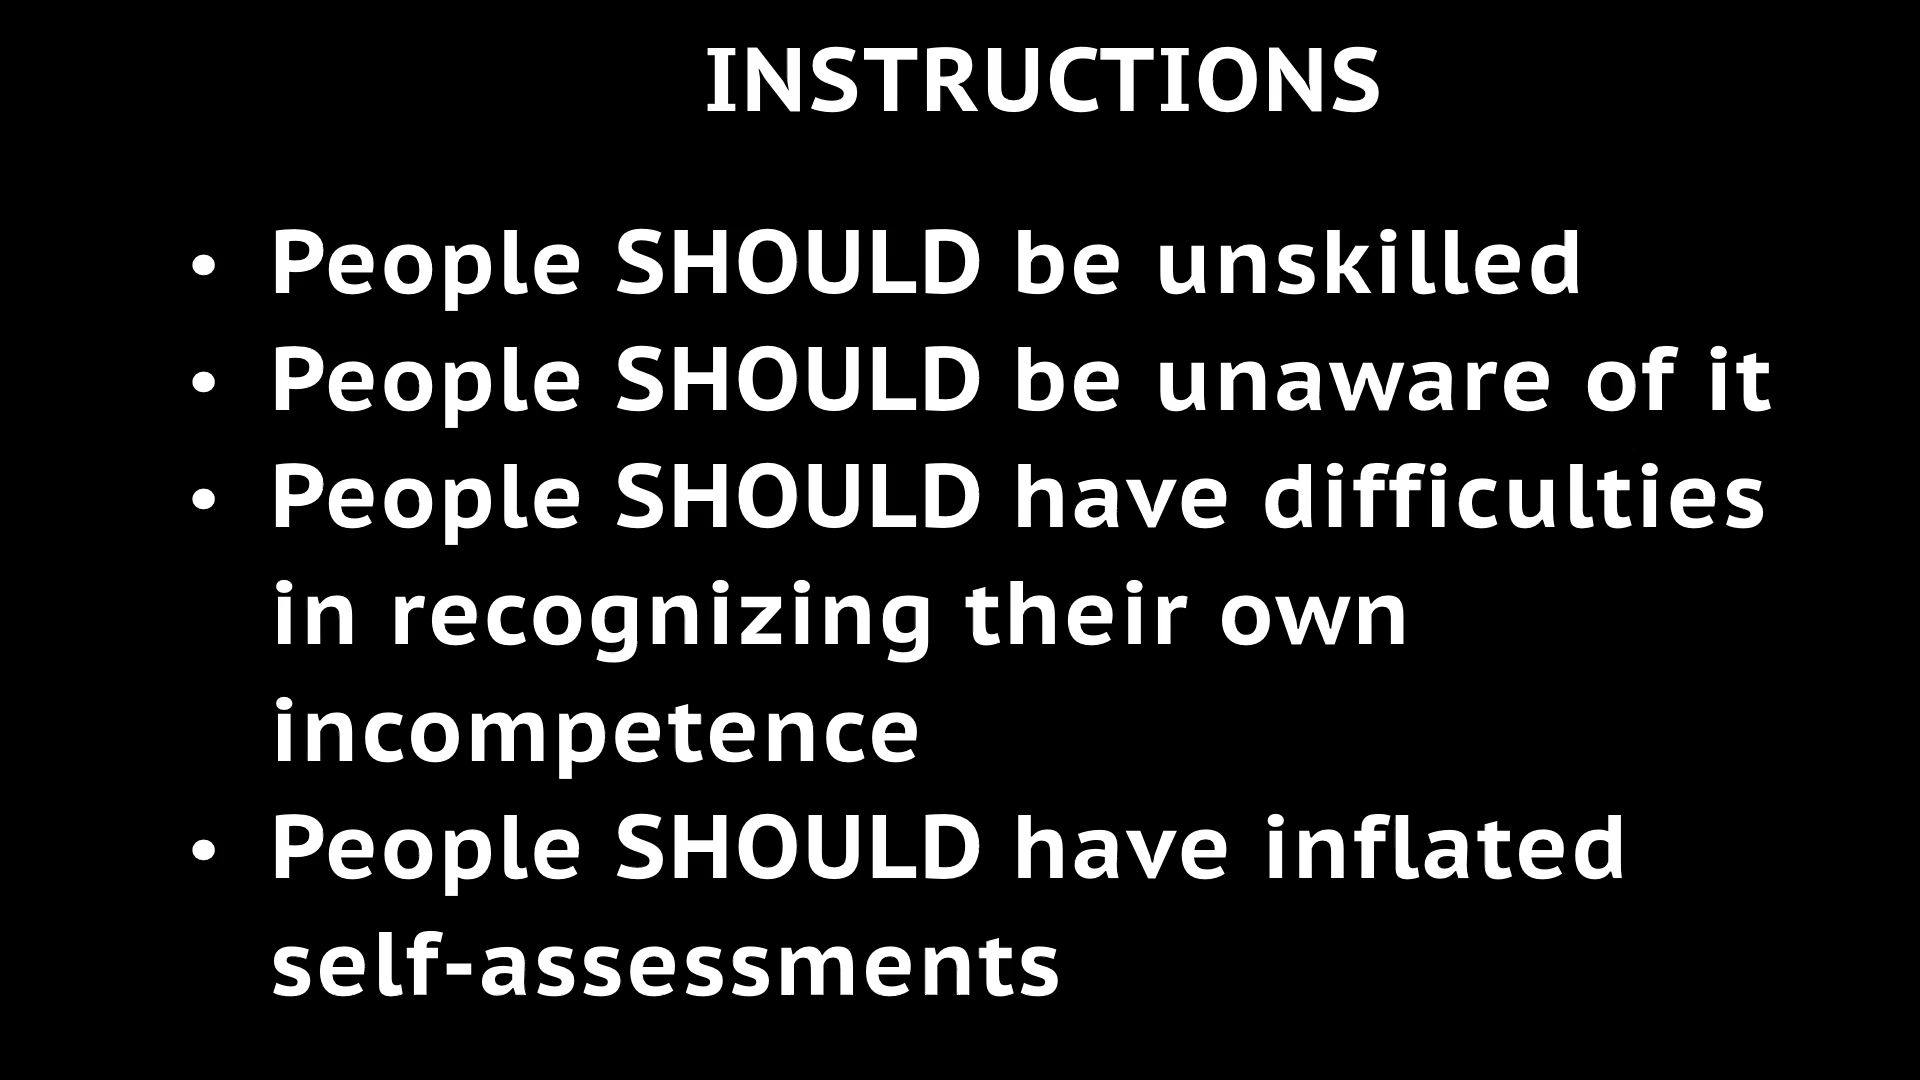 INSTRUCTIONS
• People SHOULD be unskilled
• People SHOULD be unaware of it
• People SHOULD have difficulties
in recognizing their own
incompetence
• People SHOULD have inflated
self-assessments